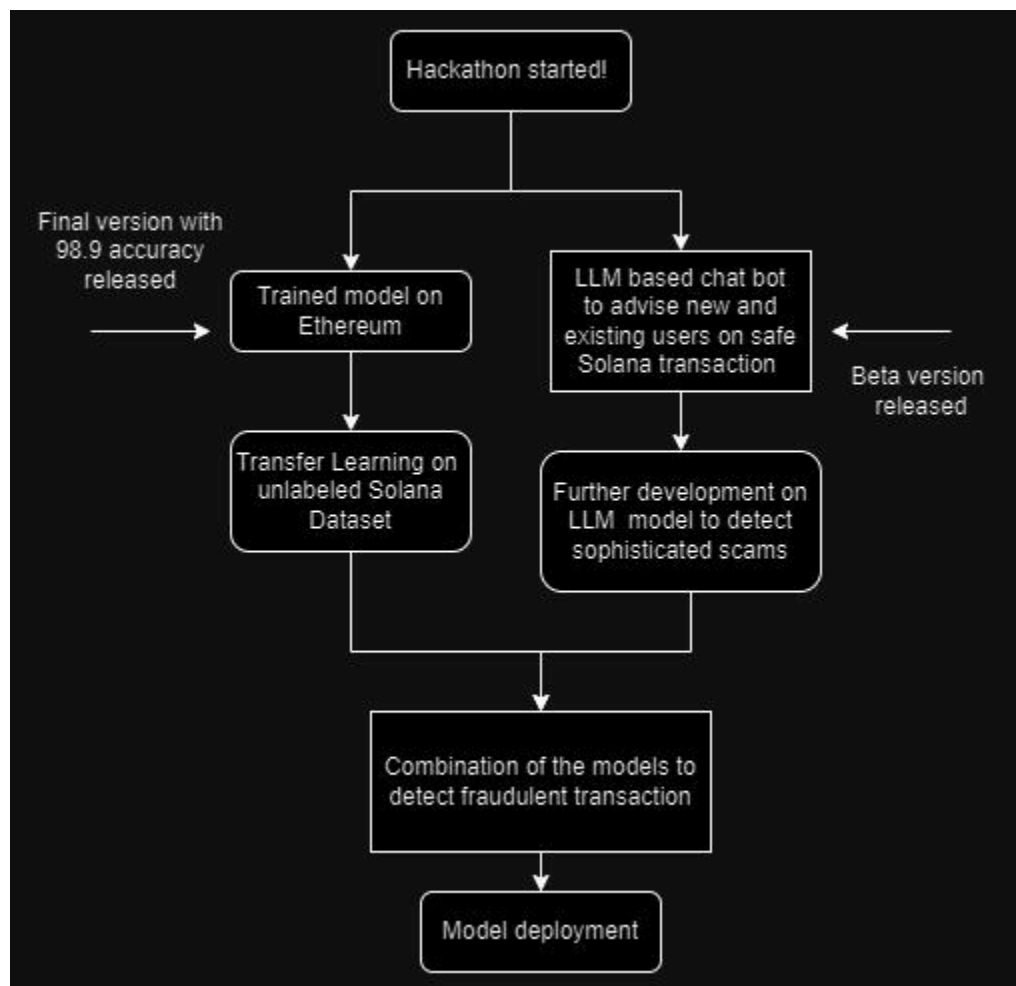 Hackathon started!
Final version with
98.9 accuracy
released
Trained model on
Ethereum
LLM based chat bot
to advise new and
existing users on safe
Solana transaction
Beta version
released
Transfer Learning on
unlabeled Solana
Dataset
Further development on
LLM model to detect
sophisticated scams
Combination of the models to
detect fraudulent transaction
Model deployment